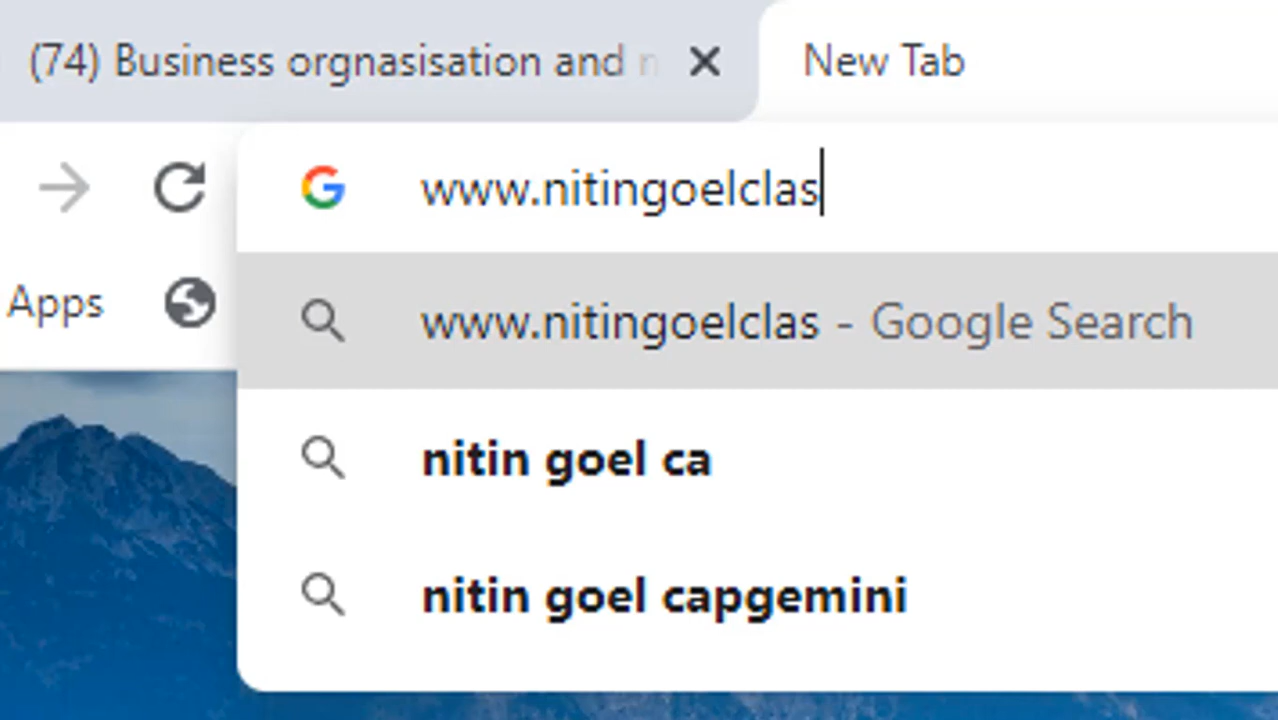 (74) Business orgnasisation and
New Tab
www.nitingoelclas
Apps
www.nitingoelclas - Google Search
nitin goel ca
nitin goel capgemini